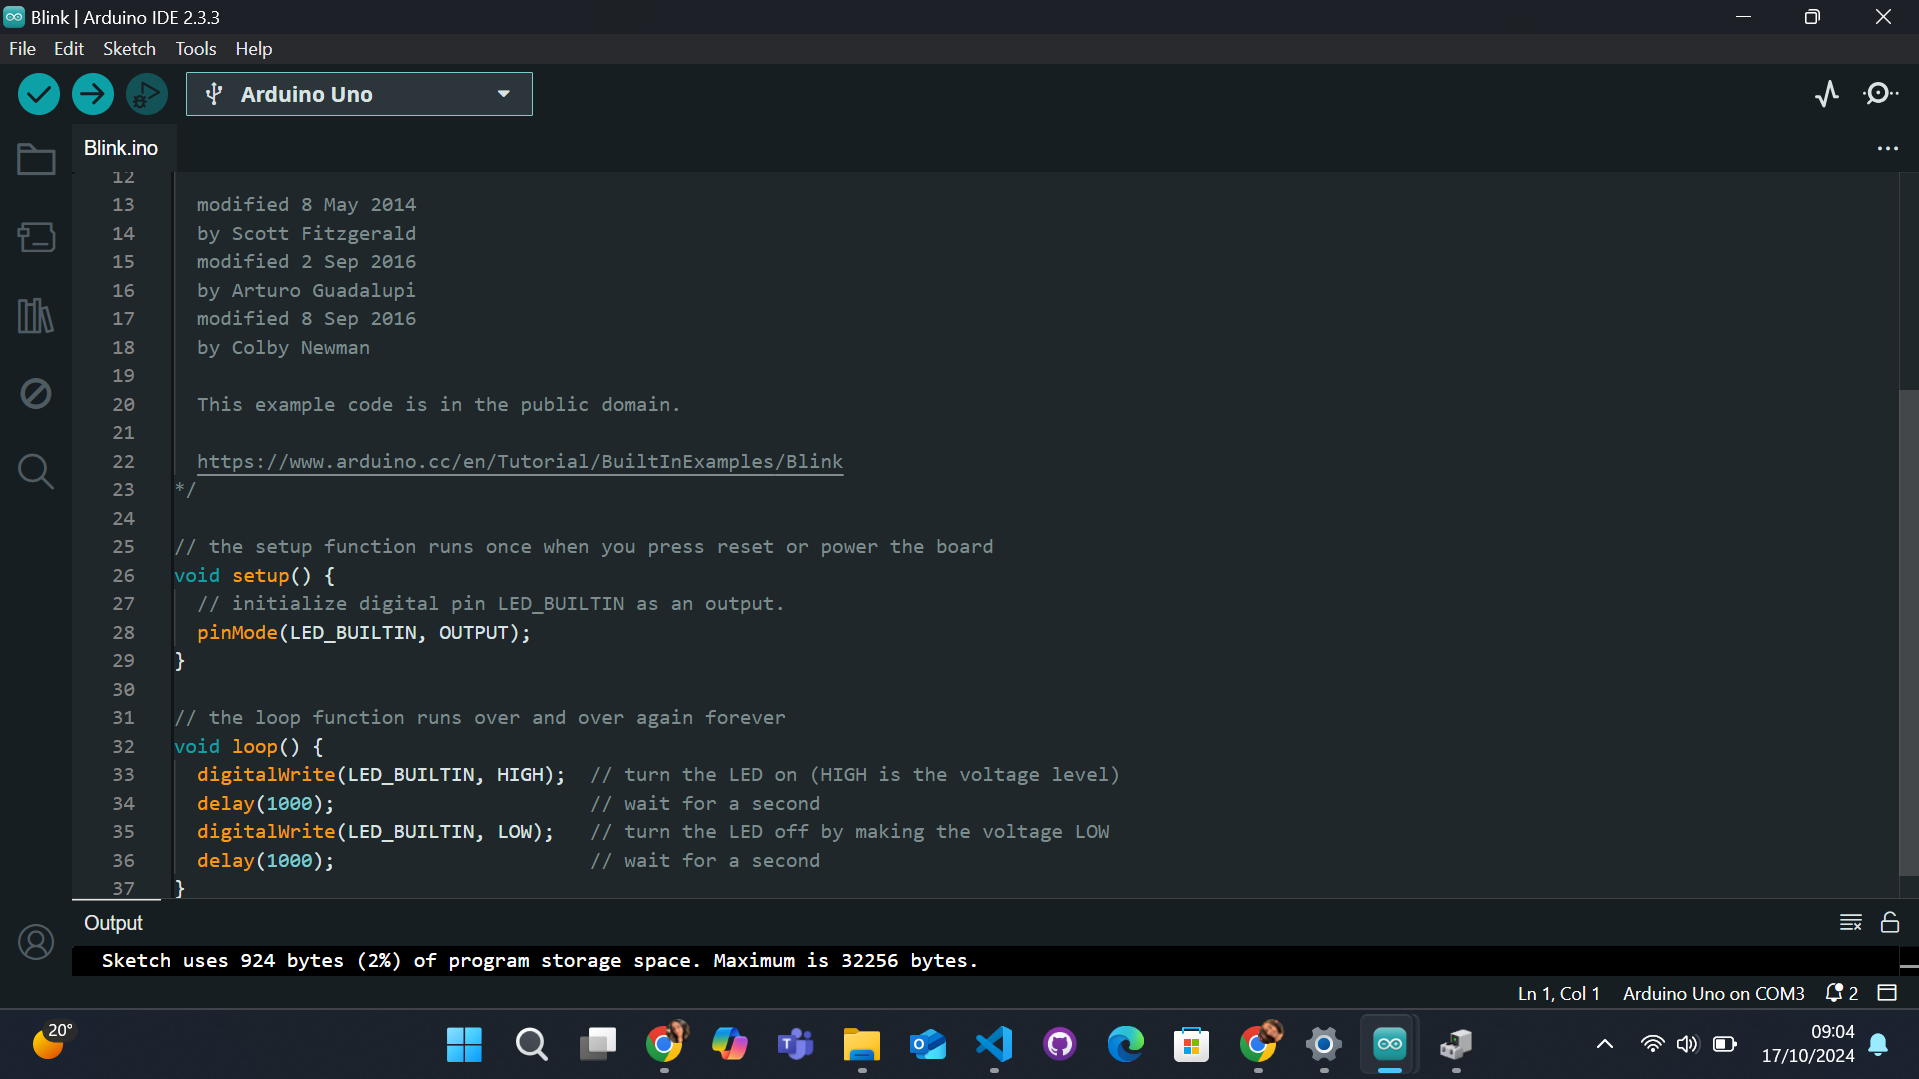 Blink | Arduino IDE 2.3.3
File Edit Sketch Tools Help
Arduino Uno
Blink.ino
12
13 modified 8 May 2014
14 by Scott Fitzgerald
15 modified 2 Sep 2016
16 by Arturo Guadalupi
17 modified 8 Sep 2016
18 by Colby Newman
19
20 This example code is in the public domain.
21
22 https://www.arduino.cc/en/Tutorial/BuiltInExamples/Blink
23 */
24
25 // the setup function runs once when you press reset or power the board
26 void setup() {
27 // initialize digital pin LED_BUILTIN as an output.
28 pinMode(LED_BUILTIN, OUTPUT);
29 }
30
31 // the loop function runs over and over again forever
32 void loop() {
33 digitalWrite(LED_BUILTIN, HIGH); // turn the LED on (HIGH is the voltage level)
34 delay(1000); // wait for a second
35 digitalWrite(LED_BUILTIN, LOW); // turn the LED off by making the voltage LOW
36 delay(1000); // wait for a second
37 }
Output
Sketch uses 924 bytes (2%) of program storage space. Maximum is 32256 bytes.
Ln 1, Col 1 Arduino Uno on COM3 2
20°
09:04
17/10/2024